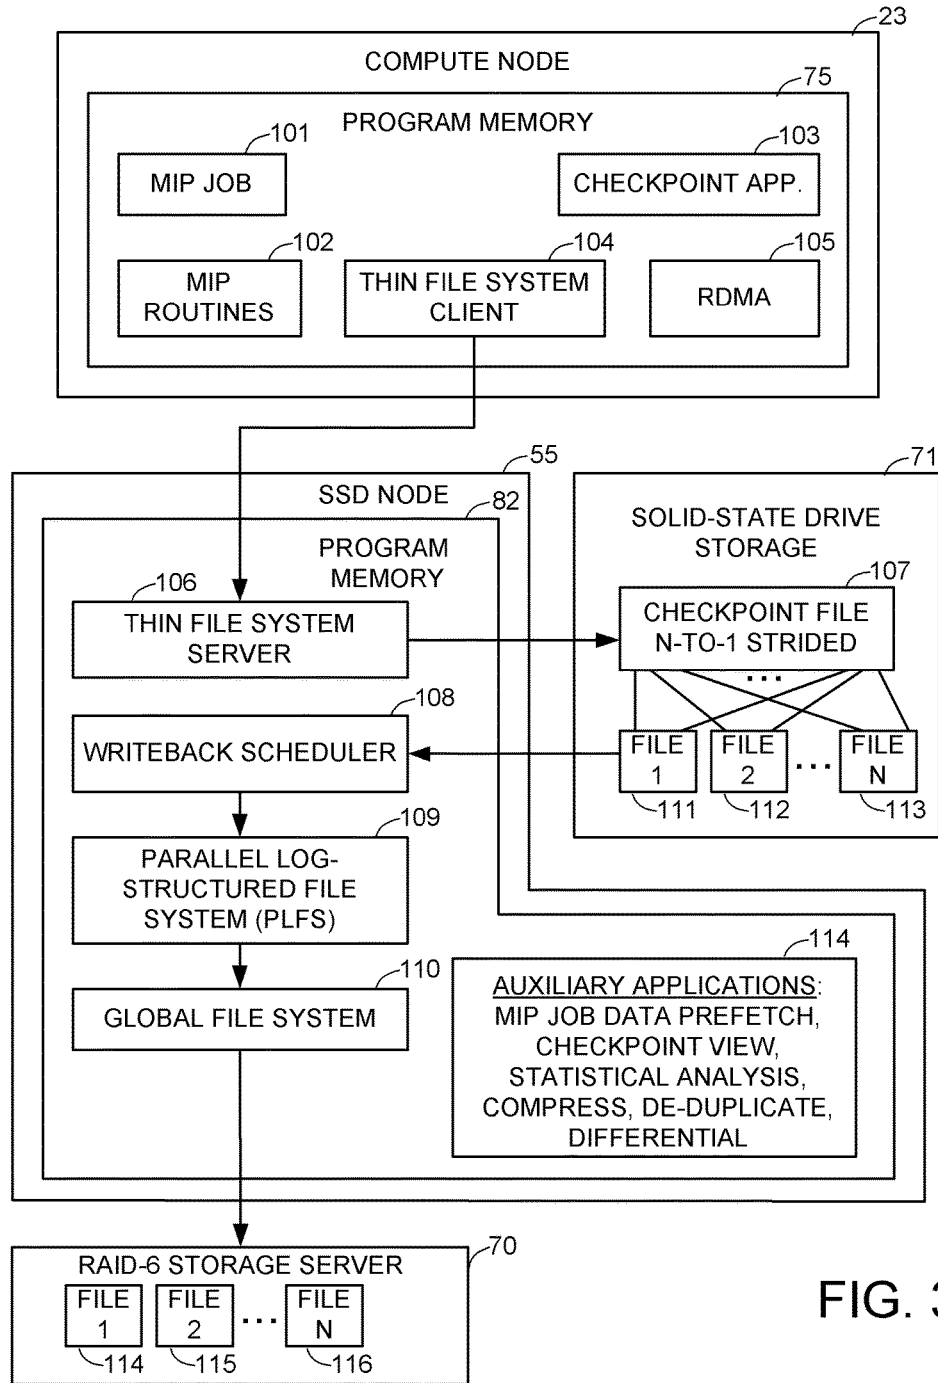 23
COMPUTE NODE
75
PROGRAM MEMORY
101
MIP JOB
103
CHECKPOINT APP.
102
MIP
ROUTINES
104
THIN FILE SYSTEM
CLIENT
105
RDMA
55
SSD NODE
82
PROGRAM
MEMORY
106
THIN FILE SYSTEM
SERVER
71
SOLID-STATE DRIVE
STORAGE
107
CHECKPOINT FILE
N-TO-1 STRIDED
...
108
WRITEBACK SCHEDULER
FILE
1
111
FILE
2
112
...
FILE
N
113
109
PARALLEL LOG-
STRUCTURED FILE
SYSTEM (PLFS)
110
GLOBAL FILE SYSTEM
114
AUXILIARY APPLICATIONS:
MIP JOB DATA PREFETCH,
CHECKPOINT VIEW,
STATISTICAL ANALYSIS,
COMPRESS, DE-DUPLICATE,
DIFFERENTIAL
70
RAID-6 STORAGE SERVER
FILE
1
114
FILE
2
115
...
FILE
N
116
FIG.